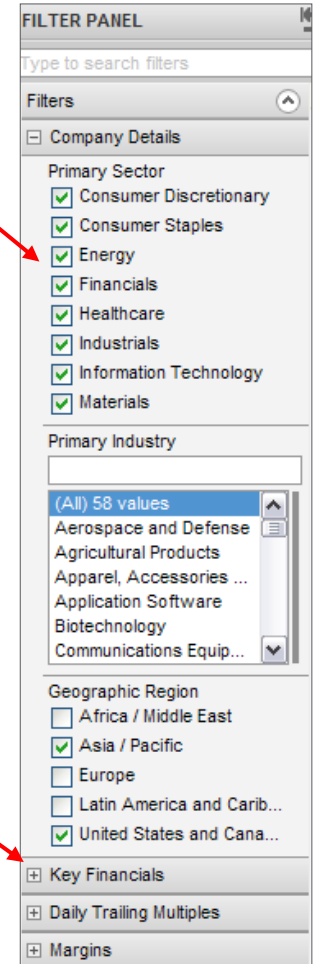 FILTER PANEL
Type to search filters
Filters
Company Details
Primary Sector
Consumer Discretionary
Consumer Staples
Energy
Financials
Healthcare
Industrials
Information Technology
Materials
Primary Industry
(All) 58 values
Aerospace and Defense
Agricultural Products
Apparel, Accessories ...
Application Software
Biotechnology
Communications Equip...
Geographic Region
Africa / Middle East
Asia / Pacific
Europe
Latin America and Carib...
United States and Cana...
Key Financials
Daily Trailing Multiples
Margins